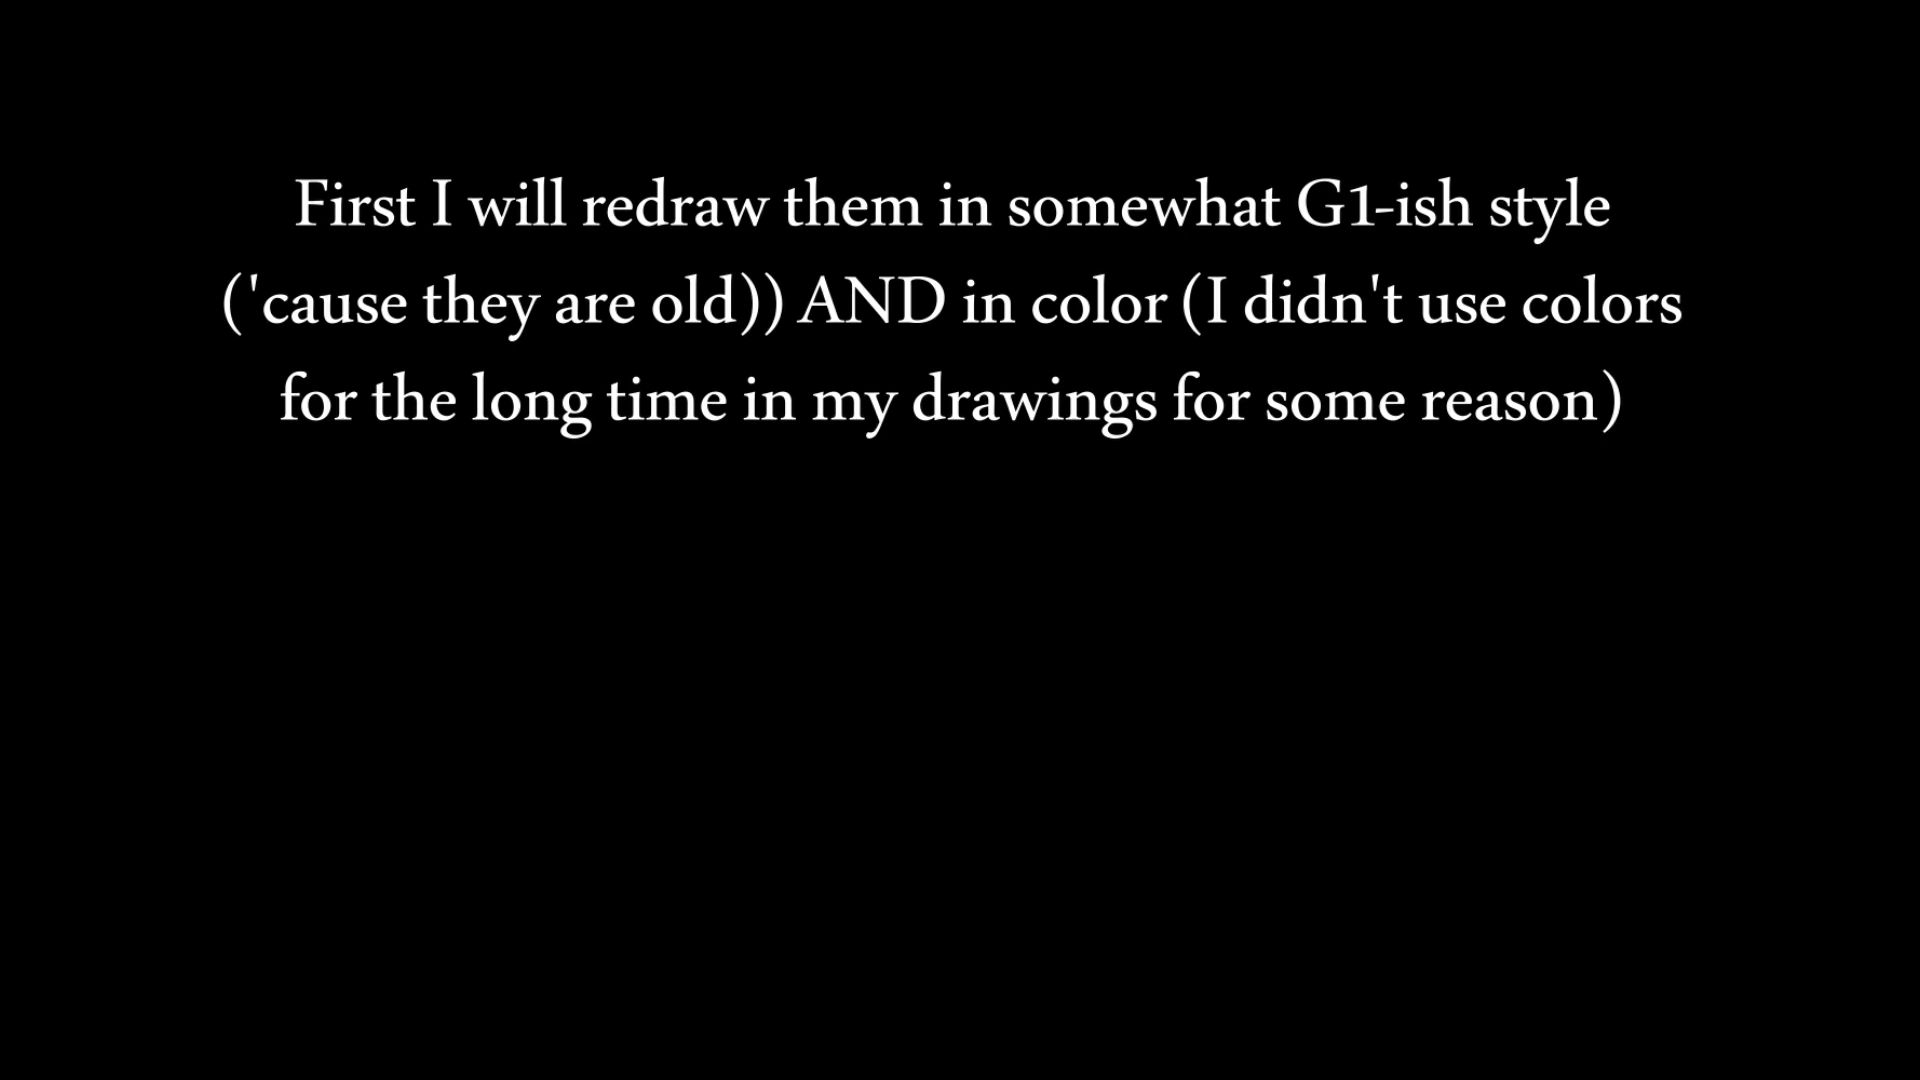 First I will redraw them in somewhat G1-ish style
('cause they are old)) AND in color (I didn't use colors
for the long time in my drawings for some reason)